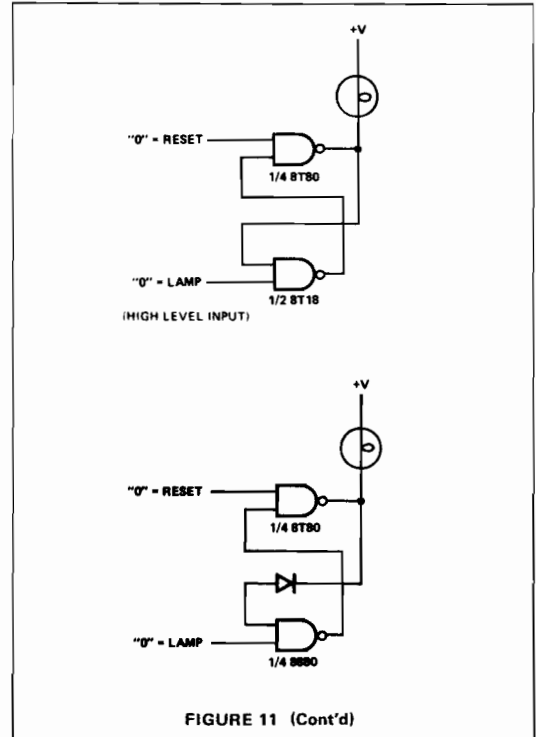 +V
"0" = RESET
1/4 8T80
"0" = LAMP
1/2 8T18
(HIGH LEVEL INPUT)
+V
"0" = RESET
1/4 8T80
"0" = LAMP
1/4 8880
FIGURE 11 (Cont'd)